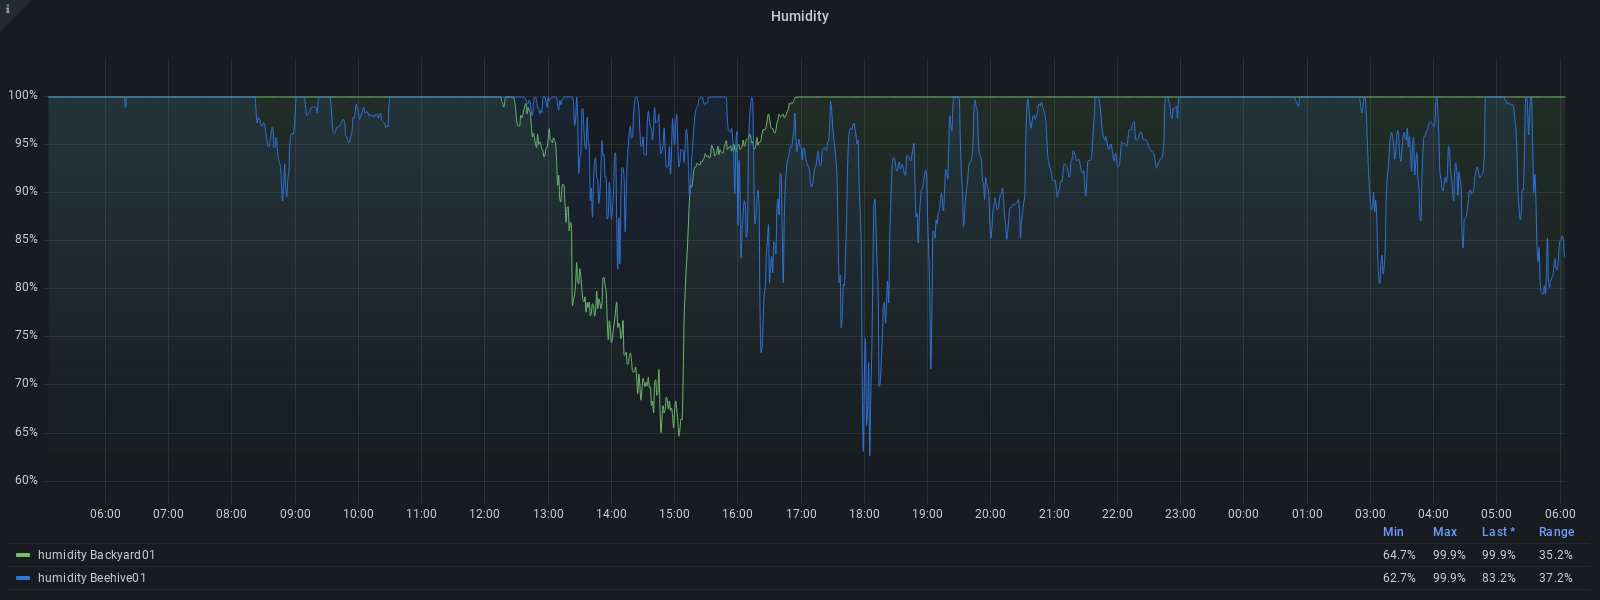 i
Humidity
100%
95%
90%
85%
80%
75%
70%
65%
60%
06:00 07:00 08:00 09:00 10:00 11:00 12:00 13:00 14:00 15:00 16:00 17:00 18:00 19:00 20:00 21:00 22:00 23:00 00:00 01:00 03:00 04:00 05:00 06:00
Min Max Last * Range
humidity Backyard01 64.7% 99.9% 99.9% 35.2%
humidity Beehive01 62.7% 99.9% 83.2% 37.2%